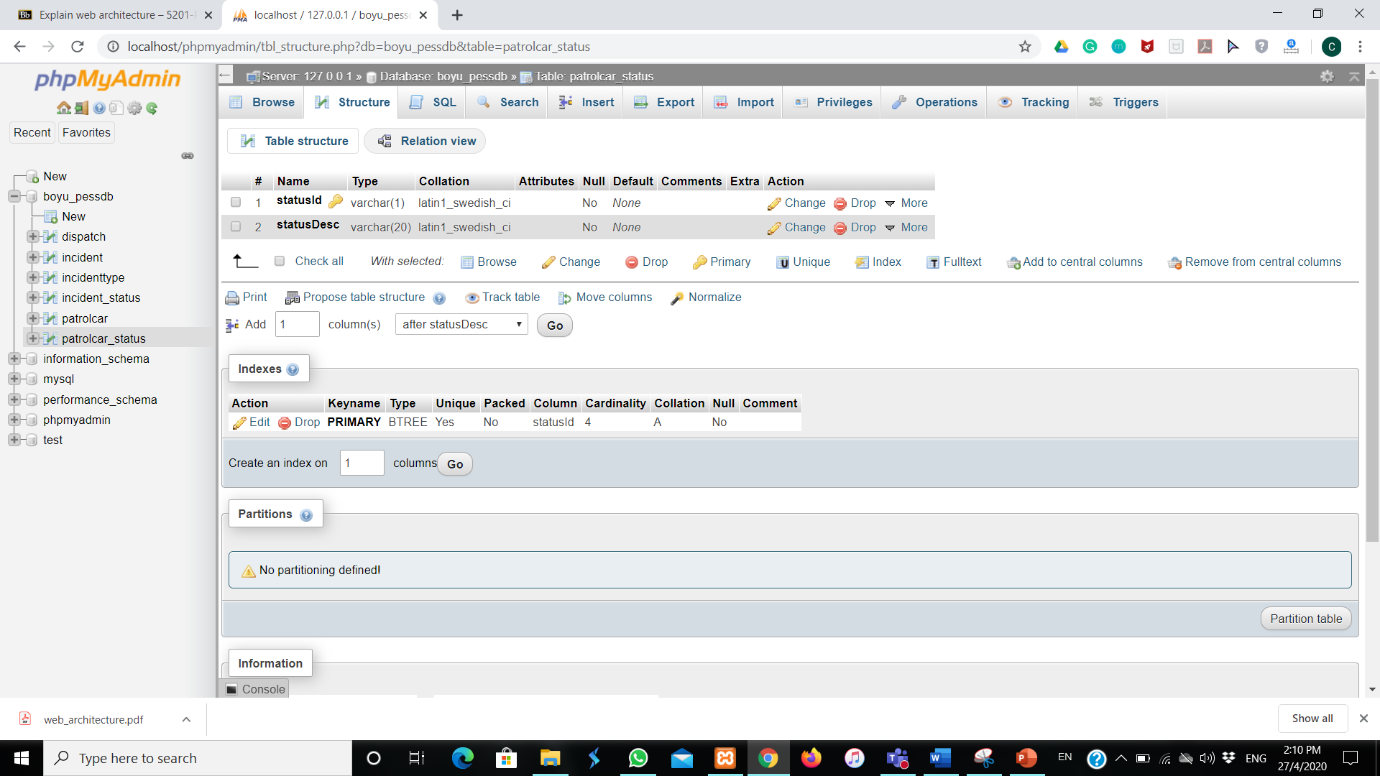 Explain web architecture – 5201-
localhost / 127.0.0.1 / boyu_pess
localhost/phpmyadmin/tbl_structure.php?db=boyu_pessdb&table=patrolcar_status
C
phpMyAdmin
Recent Favorites
New
boyu_pessdb
New
dispatch
incident
incidenttype
incident_status
patrolcar
patrolcar_status
information_schema
mysql
performance_schema
phpmyadmin
test
Server: 127.0.0.1 » Database: boyu_pessdb » Table: patrolcar_status
Browse Structure SQL Search Insert Export Import Privileges Operations Tracking Triggers
Table structure Relation view
# Name Type Collation Attributes Null Default Comments Extra Action
1 statusId varchar(1) latin1_swedish_ci No None Change Drop More
2 statusDesc varchar(20) latin1_swedish_ci No None Change Drop More
Check all With selected: Browse Change Drop Primary Unique Index Fulltext Add to central columns Remove from central columns
Print Propose table structure Track table Move columns Normalize
Add 1 column(s) after statusDesc Go
Indexes
Action Keyname Type Unique Packed Column Cardinality Collation Null Comment
Edit Drop PRIMARY BTREE Yes No statusId 4 A No
Create an index on 1 columns Go
Partitions
No partitioning defined!
Partition table
Information
Console
web_architecture.pdf
Show all
Type here to search
EN
ENG
2:10 PM
27/4/2020